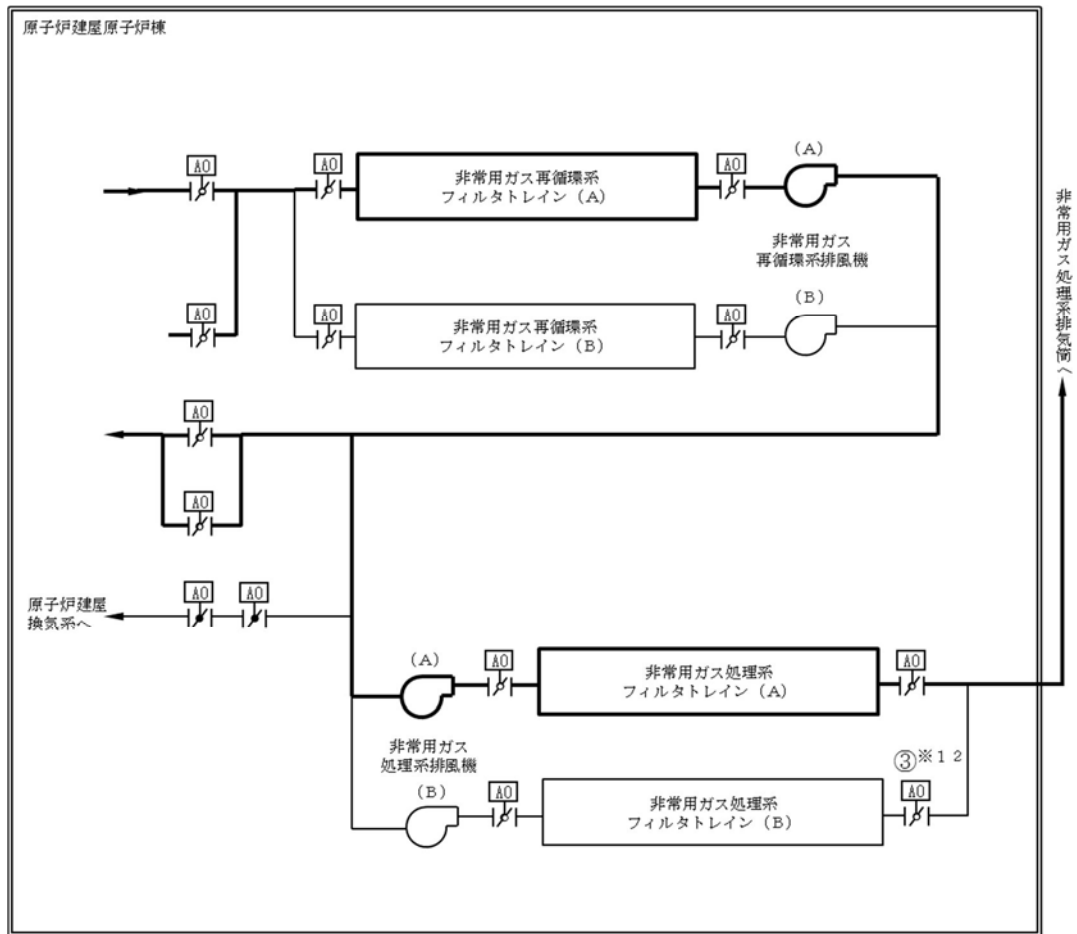 原子炉建屋原子炉棟
AO
AO
AO
(A)
非常用ガス再循環系
フィルタトレイン(A)
非常用ガス
再循環系排風機
AO
AO
AO
(B)
非常用ガス再循環系
フィルタトレイン(B)
非常用ガス処理系排気筒へ
AO
AO
AO
AO
原子炉建屋
換気系へ
(A)
AO
非常用ガス処理系
フィルタトレイン(A)
AO
非常用ガス
処理系排風機
(B)
AO
非常用ガス処理系
フィルタトレイン(B)
③※12
AO